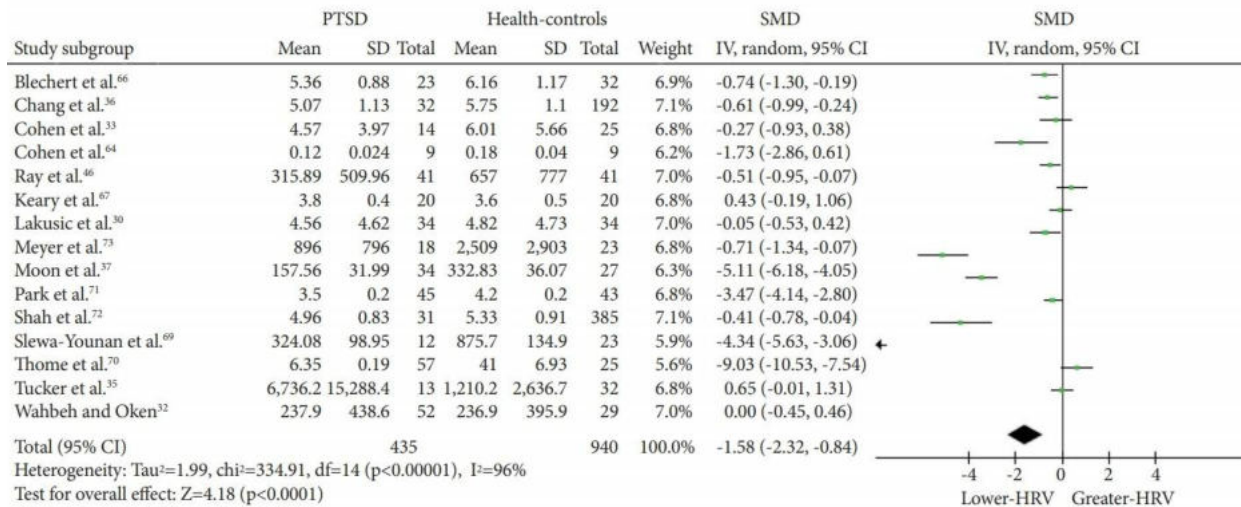 PTSD Health-controls SMD SMD
Study subgroup Mean SD Total Mean SD Total Weight IV, random, 95% CI IV, random, 95% CI
Blechert et al.⁶⁶ 5.36 0.88 23 6.16 1.17 32 6.9% -0.74 (-1.30, -0.19)
Chang et al.³⁶ 5.07 1.13 32 5.75 1.1 192 7.1% -0.61 (-0.99, -0.24)
Cohen et al.³³ 4.57 3.97 14 6.01 5.66 25 6.8% -0.27 (-0.93, 0.38)
Cohen et al.⁶⁴ 0.12 0.024 9 0.18 0.04 9 6.2% -1.73 (-2.86, 0.61)
Ray et al.⁴⁶ 315.89 509.96 41 657 777 41 7.0% -0.51 (-0.95, -0.07)
Keary et al.⁶⁷ 3.8 0.4 20 3.6 0.5 20 6.8% 0.43 (-0.19, 1.06)
Lakusic et al.³⁰ 4.56 4.62 34 4.82 4.73 34 7.0% -0.05 (-0.53, 0.42)
Meyer et al.⁷³ 896 796 18 2,509 2,903 23 6.8% -0.71 (-1.34, -0.07)
Moon et al.³⁷ 157.56 31.99 34 332.83 36.07 27 6.3% -5.11 (-6.18, -4.05)
Park et al.⁷¹ 3.5 0.2 45 4.2 0.2 43 6.8% -3.47 (-4.14, -2.80)
Shah et al.⁷² 4.96 0.83 31 5.33 0.91 385 7.1% -0.41 (-0.78, -0.04)
Slewa-Younan et al.⁶⁹ 324.08 98.95 12 875.7 134.9 23 5.9% -4.34 (-5.63, -3.06)
Thome et al.⁷⁰ 6.35 0.19 57 41 6.93 25 5.6% -9.03 (-10.53, -7.54)
Tucker et al.³⁵ 6,736.2 15,288.4 13 1,210.2 2,636.7 32 6.8% 0.65 (-0.01, 1.31)
Wahbeh and Oken³² 237.9 438.6 52 236.9 395.9 29 7.0% 0.00 (-0.45, 0.46)
Total (95% CI) 435 940 100.0% -1.58 (-2.32, -0.84)
Heterogeneity: Tau²=1.99, chi²=334.91, df=14 (p<0.00001), I²=96%
Test for overall effect: Z=4.18 (p<0.0001)
-4 -2 0 2 4
Lower-HRV Greater-HRV